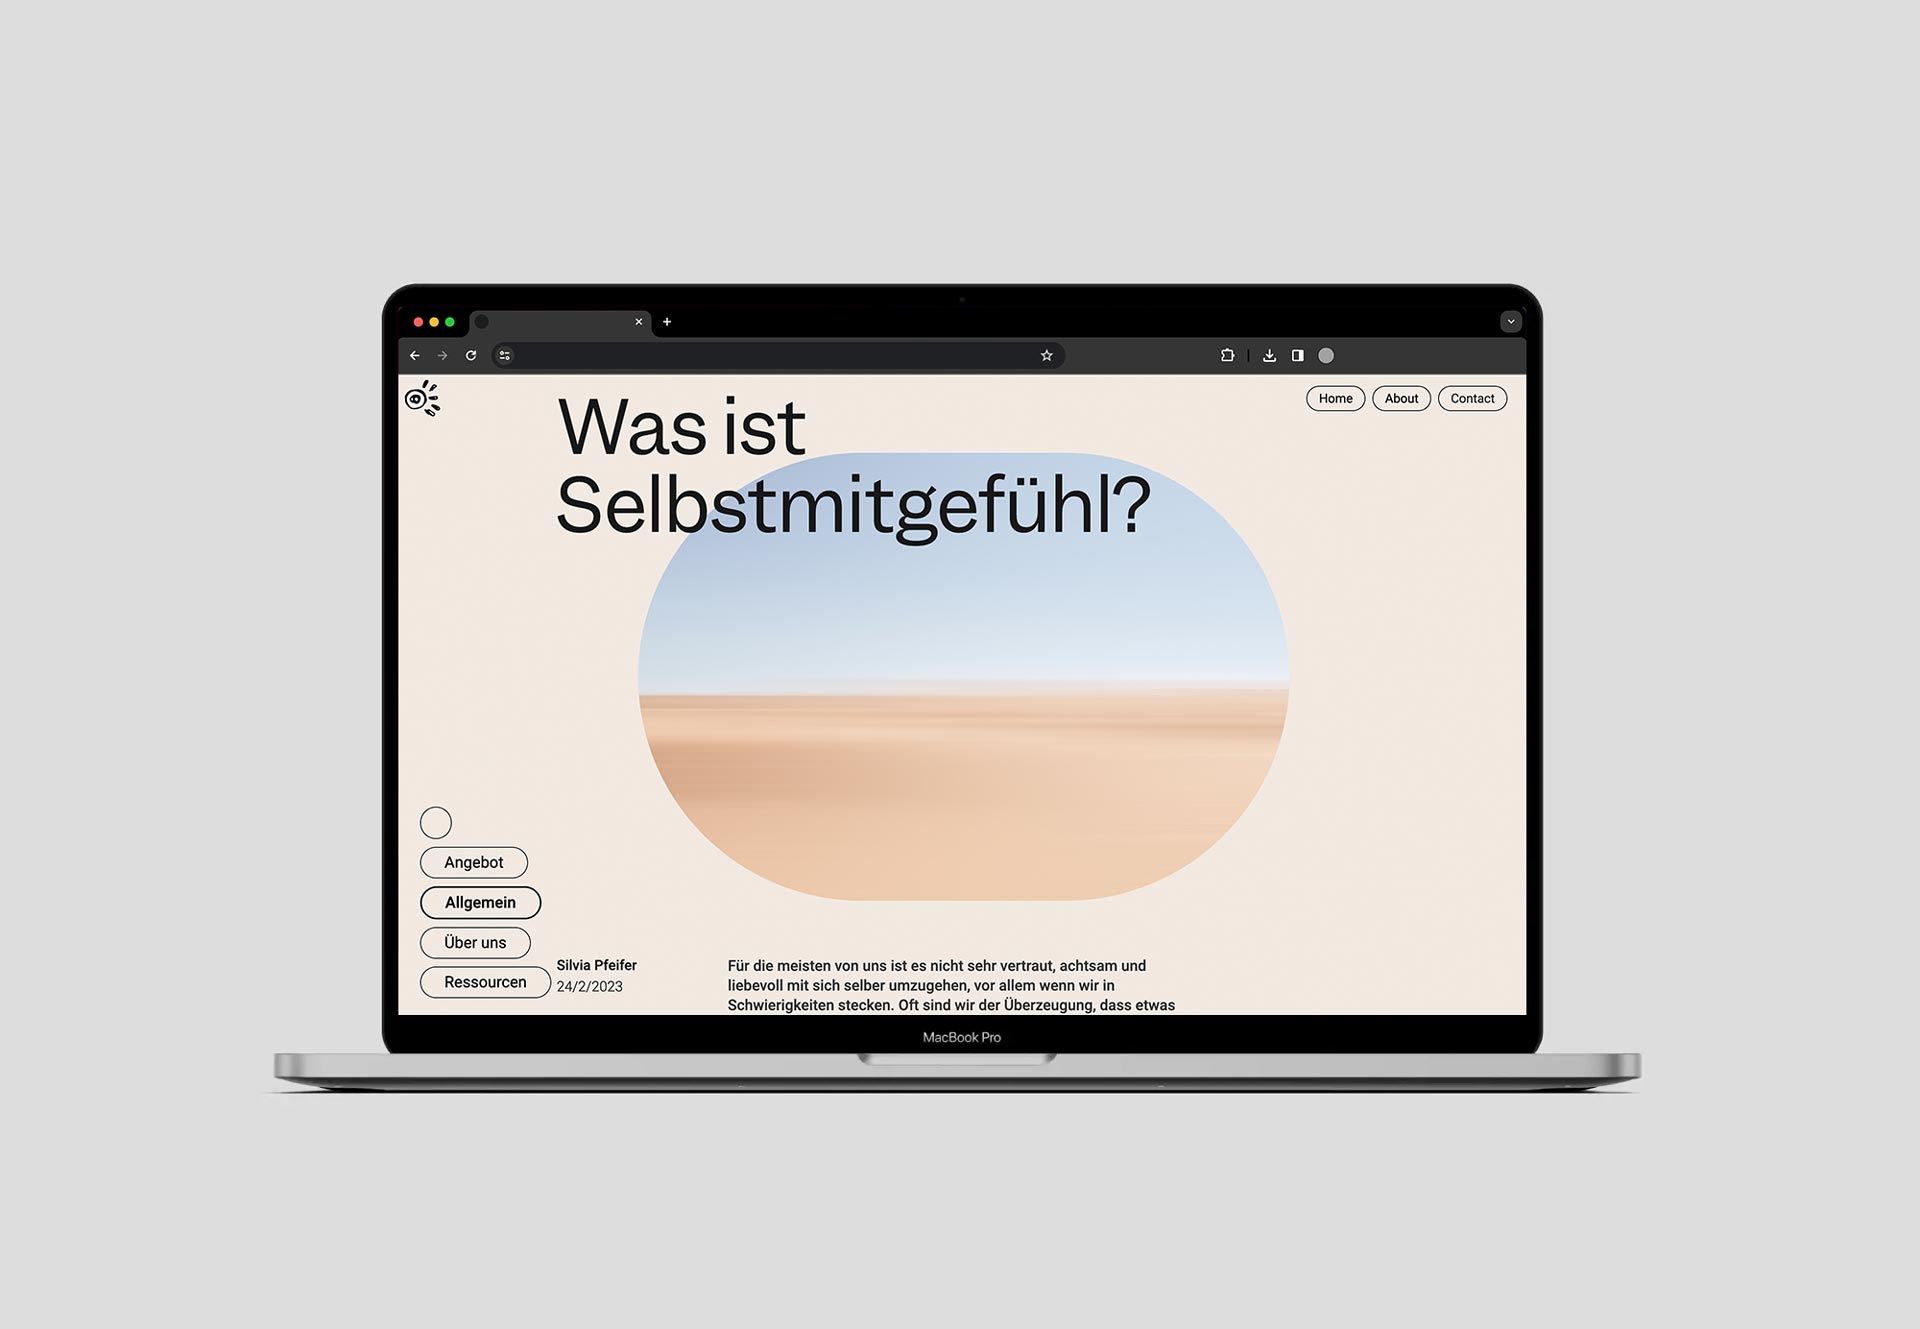 Home
About
Contact
Was ist
Selbstmitgefühl?
Angebot
Allgemein
Über uns
Ressourcen
Silvia Pfeifer
24/2/2023
Für die meisten von uns ist es nicht sehr vertraut, achtsam und
liebevoll mit sich selber umzugehen, vor allem wenn wir in
Schwierigkeiten stecken. Oft sind wir der Überzeugung, dass etwas
MacBook Pro